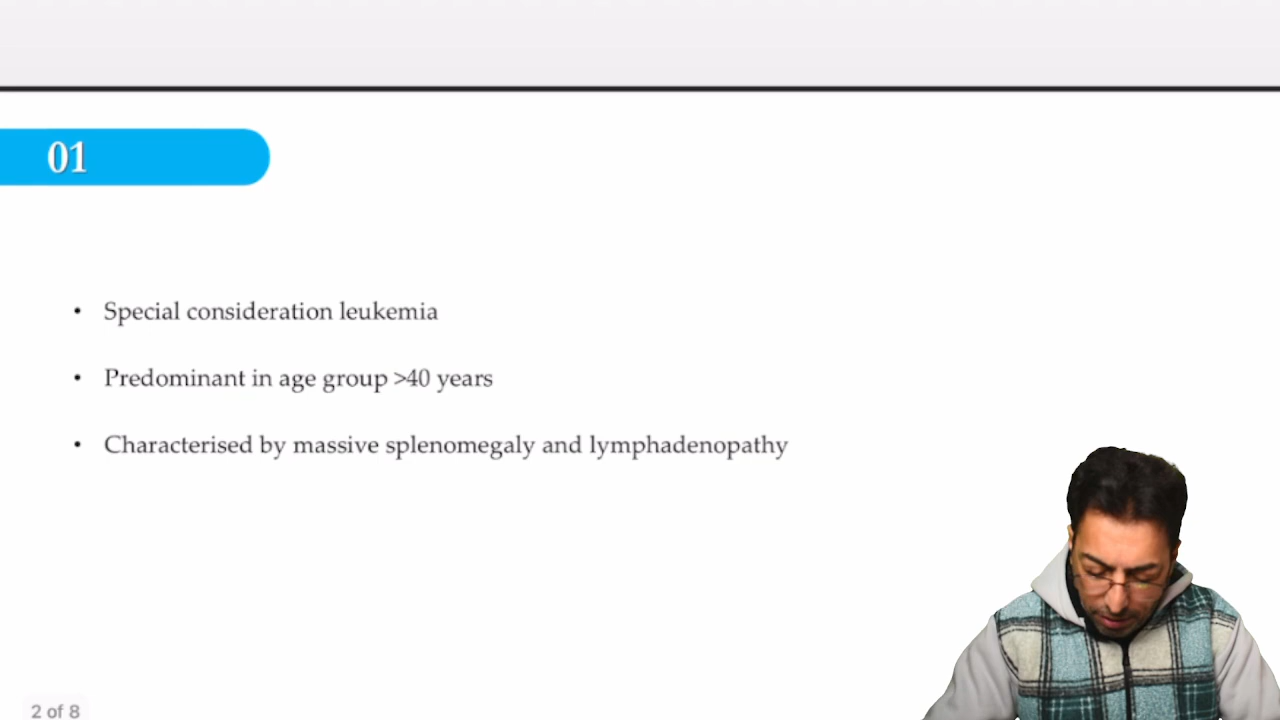 01
• Special consideration leukemia
• Predominant in age group >40 years
• Characterised by massive splenomegaly and lymphadenopathy
2 of 8